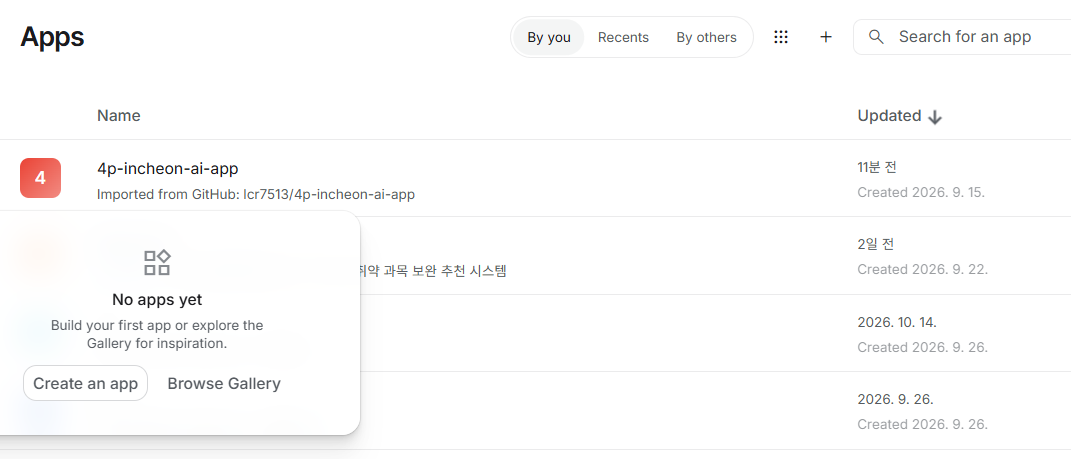 Apps
By you
Recents
By others
Search for an app
Name
Updated
4
4p-incheon-ai-app
11분 전
Imported from GitHub: lcr7513/4p-incheon-ai-app
Created 2026. 9. 15.
2일 전
취약 과목 보완 추천 시스템
Created 2026. 9. 22.
No apps yet
Build your first app or explore the
Gallery for inspiration.
Create an app
Browse Gallery
2026. 10. 14.
Created 2026. 9. 26.
2026. 9. 26.
Created 2026. 9. 26.